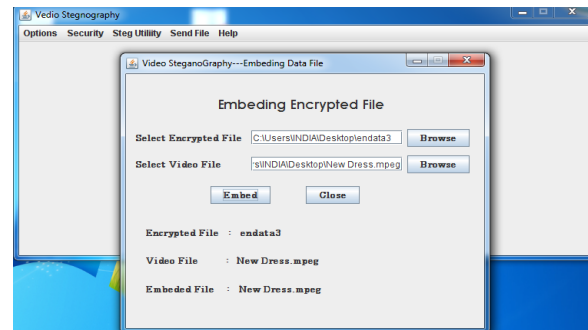 Vedio Stegnography
Options Security Steg Utility Send File Help
Video SteganoGraphy---Embeding Data File
Embeding Encrypted File
Select Encrypted File C:\Users\INDIA\Desktop\endata3 Browse
Select Video File 's\INDIA\Desktop\New Dress.mpeg Browse
Embed Close
Encrypted File : endata3
Video File : New Dress.mpeg
Embeded File : New Dress.mpeg